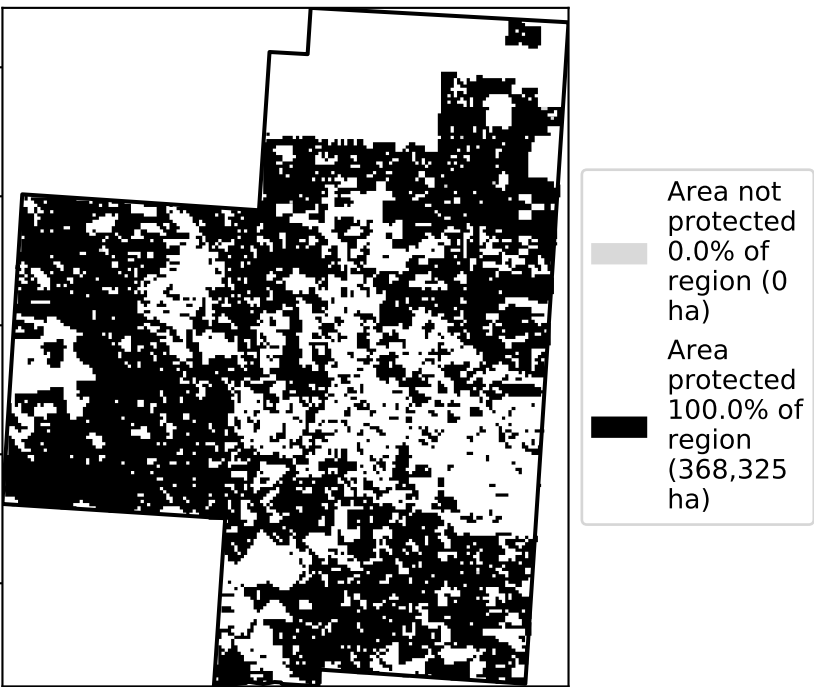 Area not
protected
0.0% of
region (0
ha)
Area
protected
100.0% of
region
(368,325
ha)